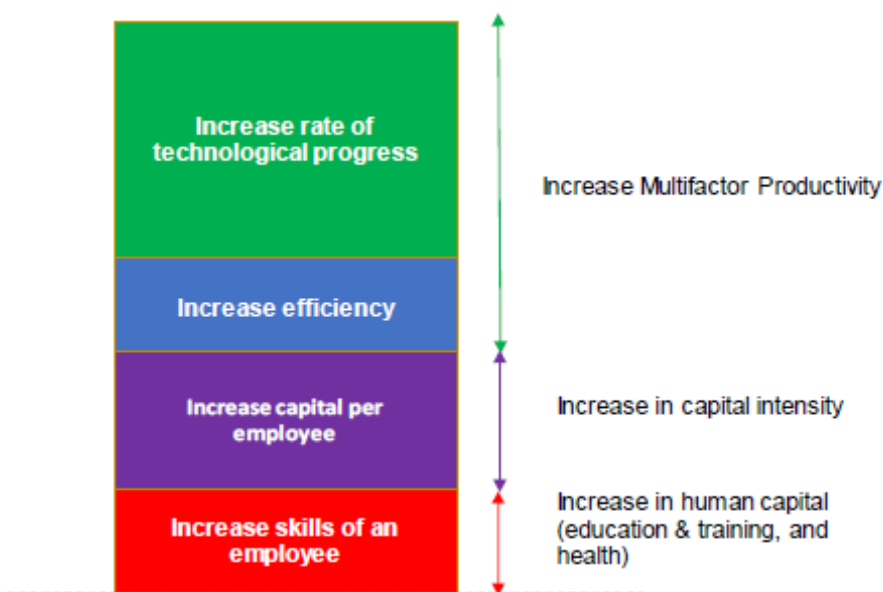 Increase rate of
technological progress
Increase Multifactor Productivity
Increase efficiency
Increase capital per
employee
Increase in capital intensity
Increase skills of an
employee
Increase in human capital
(education & training, and
health)